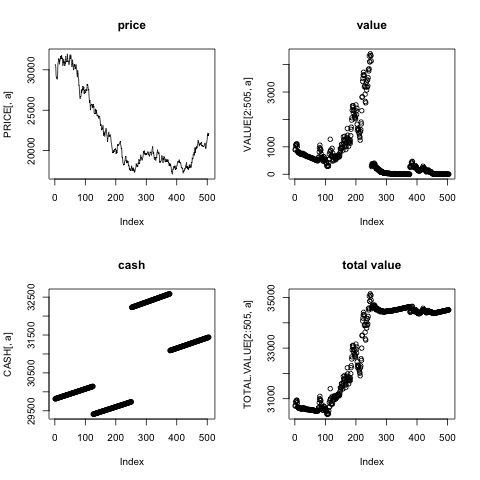 price
PRICE[, a]
20000 25000 30000
0 100 200 300 400 500
Index
value
VALUE[2:505, a]
0 1000 3000
0 100 200 300 400 500
Index
cash
CASH[, a]
29500 30500 31500 32500
0 100 200 300 400 500
Index
total value
TOTAL.VALUE[2:505, a]
31000 33000 35000
0 100 200 300 400 500
Index